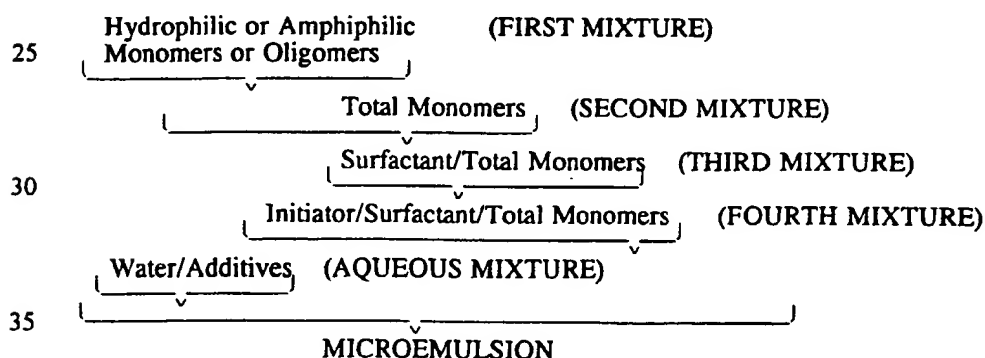 Hydrophilic or Amphiphilic (FIRST MIXTURE)
25 Monomers or Oligomers
Total Monomers (SECOND MIXTURE)
Surfactant/Total Monomers (THIRD MIXTURE)
30
Initiator/Surfactant/Total Monomers (FOURTH MIXTURE)
Water/Additives (AQUEOUS MIXTURE)
35
MICROEMULSION